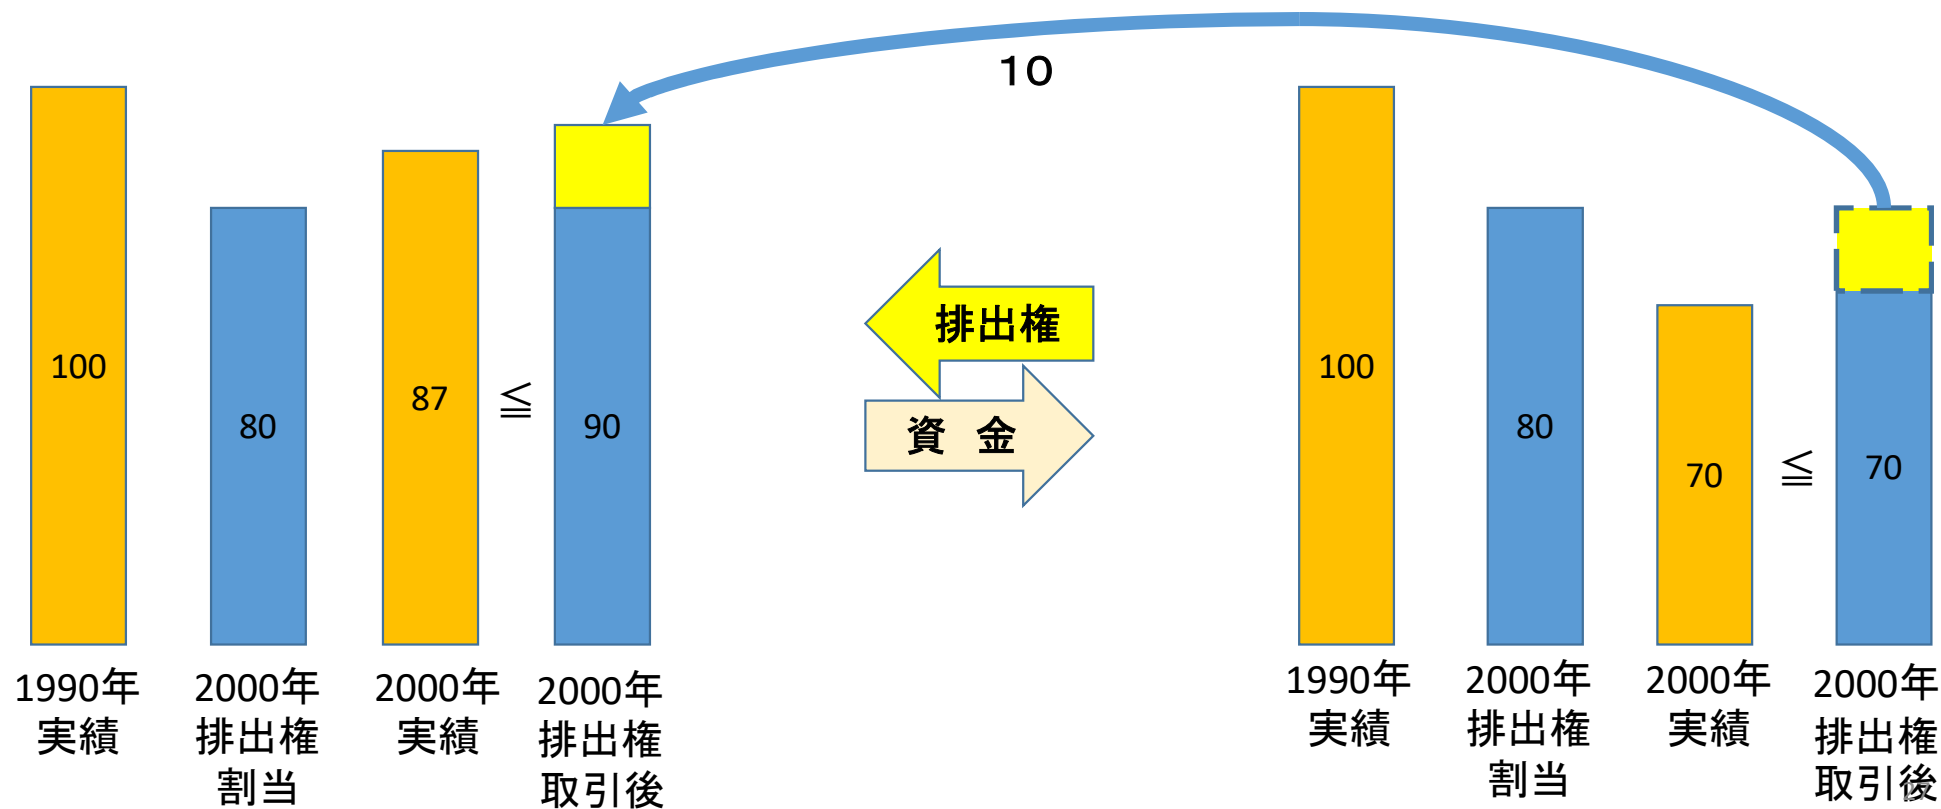 10
100
80
87
≦
90
排出権
資 金
100
80
70
≦
70
1990年
実績
2000年
排出権
割当
2000年
実績
2000年
排出権
取引後
1990年
実績
2000年
排出権
割当
2000年
実績
2000年
排出権
取引後